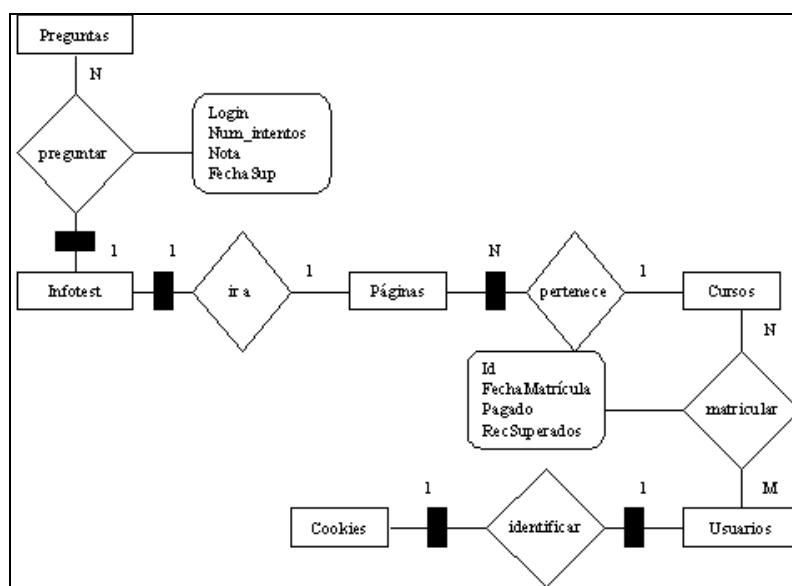 Preguntas
N
preguntar
Login
Num_intentos
Nota
FechaSup
1
Infotest
1
ir a
1
Páginas
N
pertenece
1
Cursos
N
Id
FechaMatrícula
Pagado
RecSuperados
matricular
M
Cookies
1
identificar
1
Usuarios